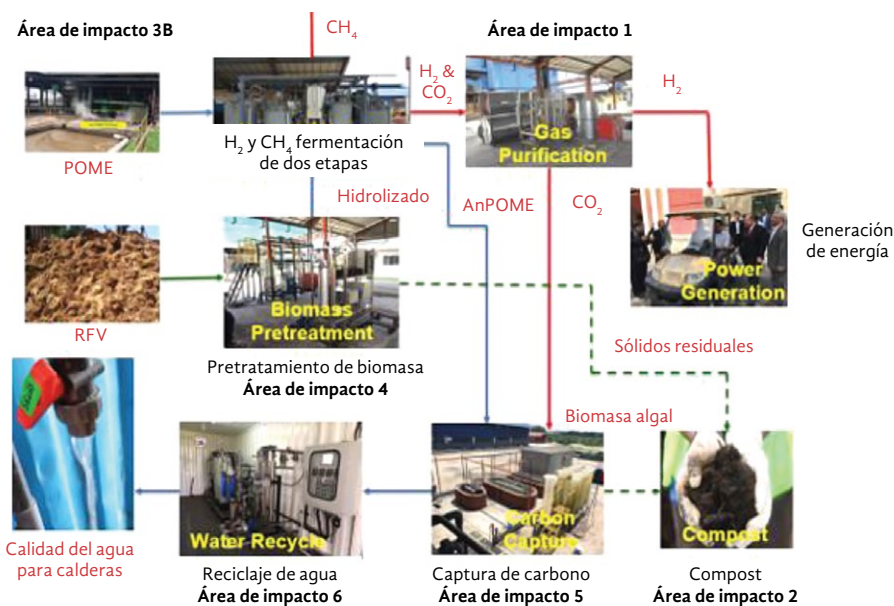 Área de impacto 3B
CH₄
Área de impacto 1
H₂ &
CO₂
H₂
Gas
Purification
POME
H₂ y CH₄ fermentación
de dos etapas
Hidrolizado
AnPOME
CO₂
Generación
de energía
Power
Generation
Biomass
Pretreatment
RFV
Sólidos residuales
Pretratamiento de biomasa
Área de impacto 4
Biomasa algal
Water Recycle
Carbon
Capture
Compost
Calidad del agua
para calderas
Reciclaje de agua
Área de impacto 6
Captura de carbono
Área de impacto 5
Compost
Área de impacto 2